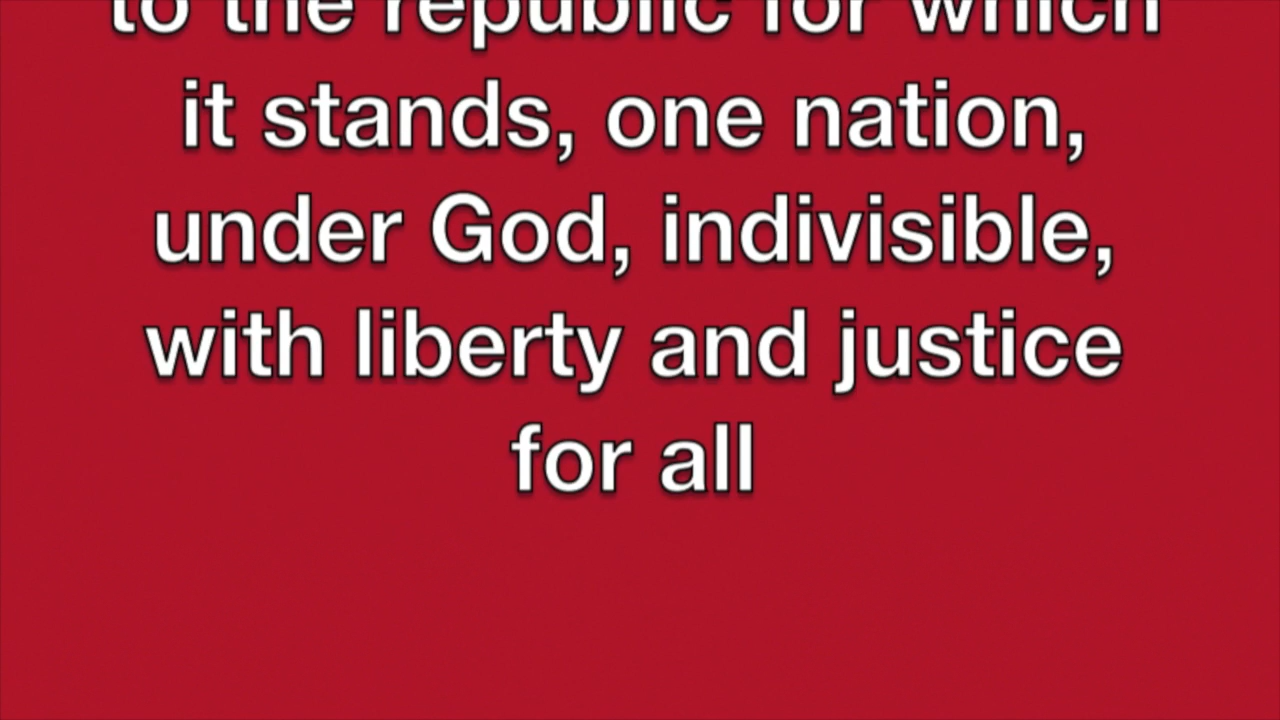 to the republic for which
it stands, one nation,
under God, indivisible,
with liberty and justice
for all